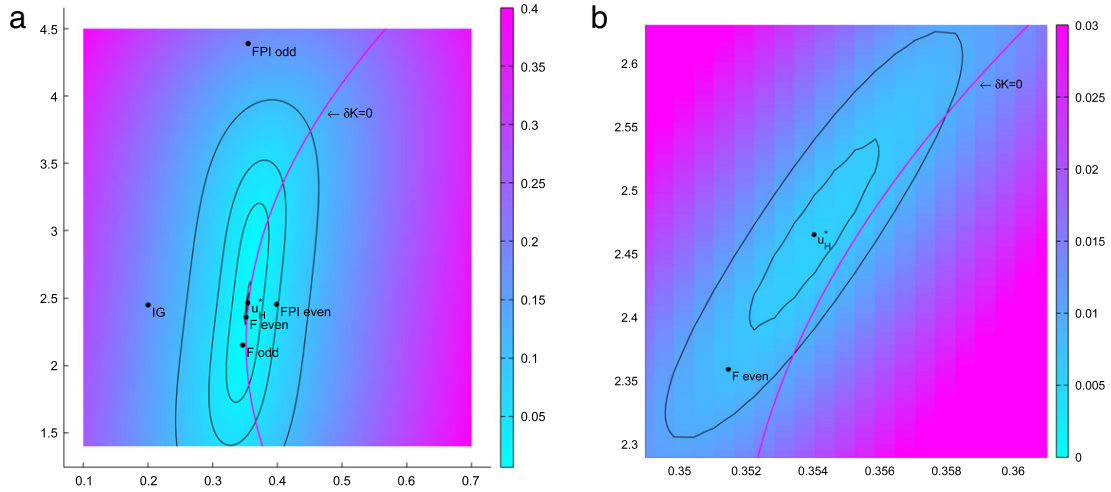 a
4.5
4
3.5
3
2.5
2
1.5
0.1 0.2 0.3 0.4 0.5 0.6 0.7
FPI odd
← δK=0
IG
u*H
FPI even
F even
F odd
0.4
0.35
0.3
0.25
0.2
0.15
0.1
0.05
b
2.6
2.55
2.5
2.45
2.4
2.35
2.3
0.35 0.352 0.354 0.356 0.358 0.36
← δK=0
u*H
F even
0.03
0.025
0.02
0.015
0.01
0.005
0